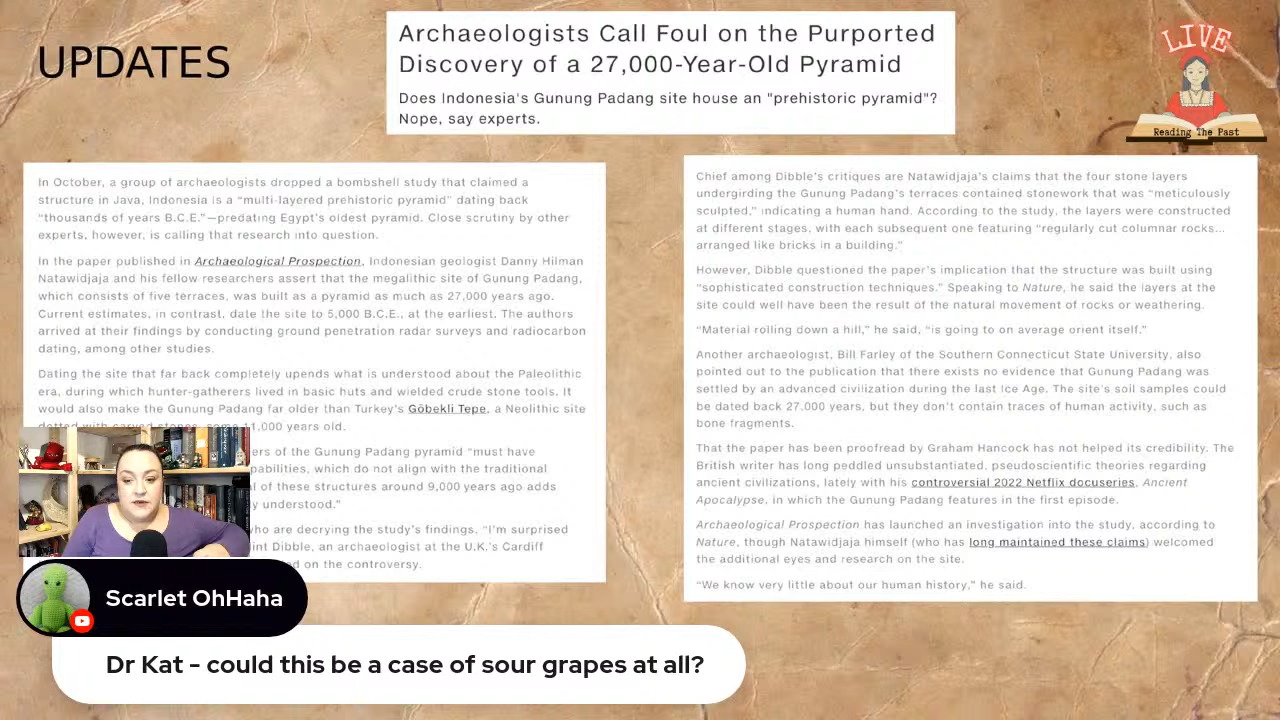 UPDATES
Archaeologists Call Foul on the Purported
Discovery of a 27,000-Year-Old Pyramid
Does Indonesia's Gunung Padang site house an "prehistoric pyramid"?
Nope, say experts.
LIVE
Reading The Past
In October, a group of archaeologists dropped a bombshell study that claimed a
structure in Java, Indonesia is a “multi-layered prehistoric pyramid” dating back
“thousands of years B.C.E.”—predating Egypt’s oldest pyramid. Close scrutiny by other
experts, however, is calling that research into question.
In the paper published in Archaeological Prospection, Indonesian geologist Danny Hilman
Natawidjaja and his fellow researchers assert that the megalithic site of Gunung Padang,
which consists of five terraces, was built as a pyramid as much as 27,000 years ago.
Current estimates, in contrast, date the site to 5,000 B.C.E., at the earliest. The authors
arrived at their findings by conducting ground penetration radar surveys and radiocarbon
dating, among other studies.
Dating the site that far back completely upends what is understood about the Paleolithic
era, during which hunter-gatherers lived in basic huts and wielded crude stone tools. It
would also make the Gunung Padang far older than Turkey’s Göbekli Tepe, a Neolithic site
dotted with carved stones, some 11,000 years old.
of the Gunung Padang pyramid “must have
which do not align with the traditional
of these structures around 9,000 years ago adds
understood.”
who are decrying the study’s findings. “I’m surprised
Dibble, an archaeologist at the U.K.’s Cardiff
on the controversy.
Chief among Dibble’s critiques are Natawidjaja’s claims that the four stone layers
undergirding the Gunung Padang’s terraces contained stonework that was “meticulously
sculpted,” indicating a human hand. According to the study, the layers were constructed
at different stages, with each subsequent one featuring “regularly cut columnar rocks…
arranged like bricks in a building.”
However, Dibble questioned the paper’s implication that the structure was built using
“sophisticated construction techniques.” Speaking to Nature, he said the layers at the
site could well have been the result of the natural movement of rocks or weathering.
“Material rolling down a hill,” he said, “is going to on average orient itself.”
Another archaeologist, Bill Farley of the Southern Connecticut State University, also
pointed out to the publication that there exists no evidence that Gunung Padang was
settled by an advanced civilization during the last Ice Age. The site’s soil samples could
be dated back 27,000 years, but they don’t contain traces of human activity, such as
bone fragments.
That the paper has been proofread by Graham Hancock has not helped its credibility. The
British writer has long peddled unsubstantiated, pseudoscientific theories regarding
ancient civilizations, lately with his controversial 2022 Netflix docuseries, Ancient
Apocalypse, in which the Gunung Padang features in the first episode.
Archaeological Prospection has launched an investigation into the study, according to
Nature, though Natawidjaja himself (who has long maintained these claims) welcomed
the additional eyes and research on the site.
“We know very little about our human history,” he said.
Scarlet OhHaha
Dr Kat - could this be a case of sour grapes at all?